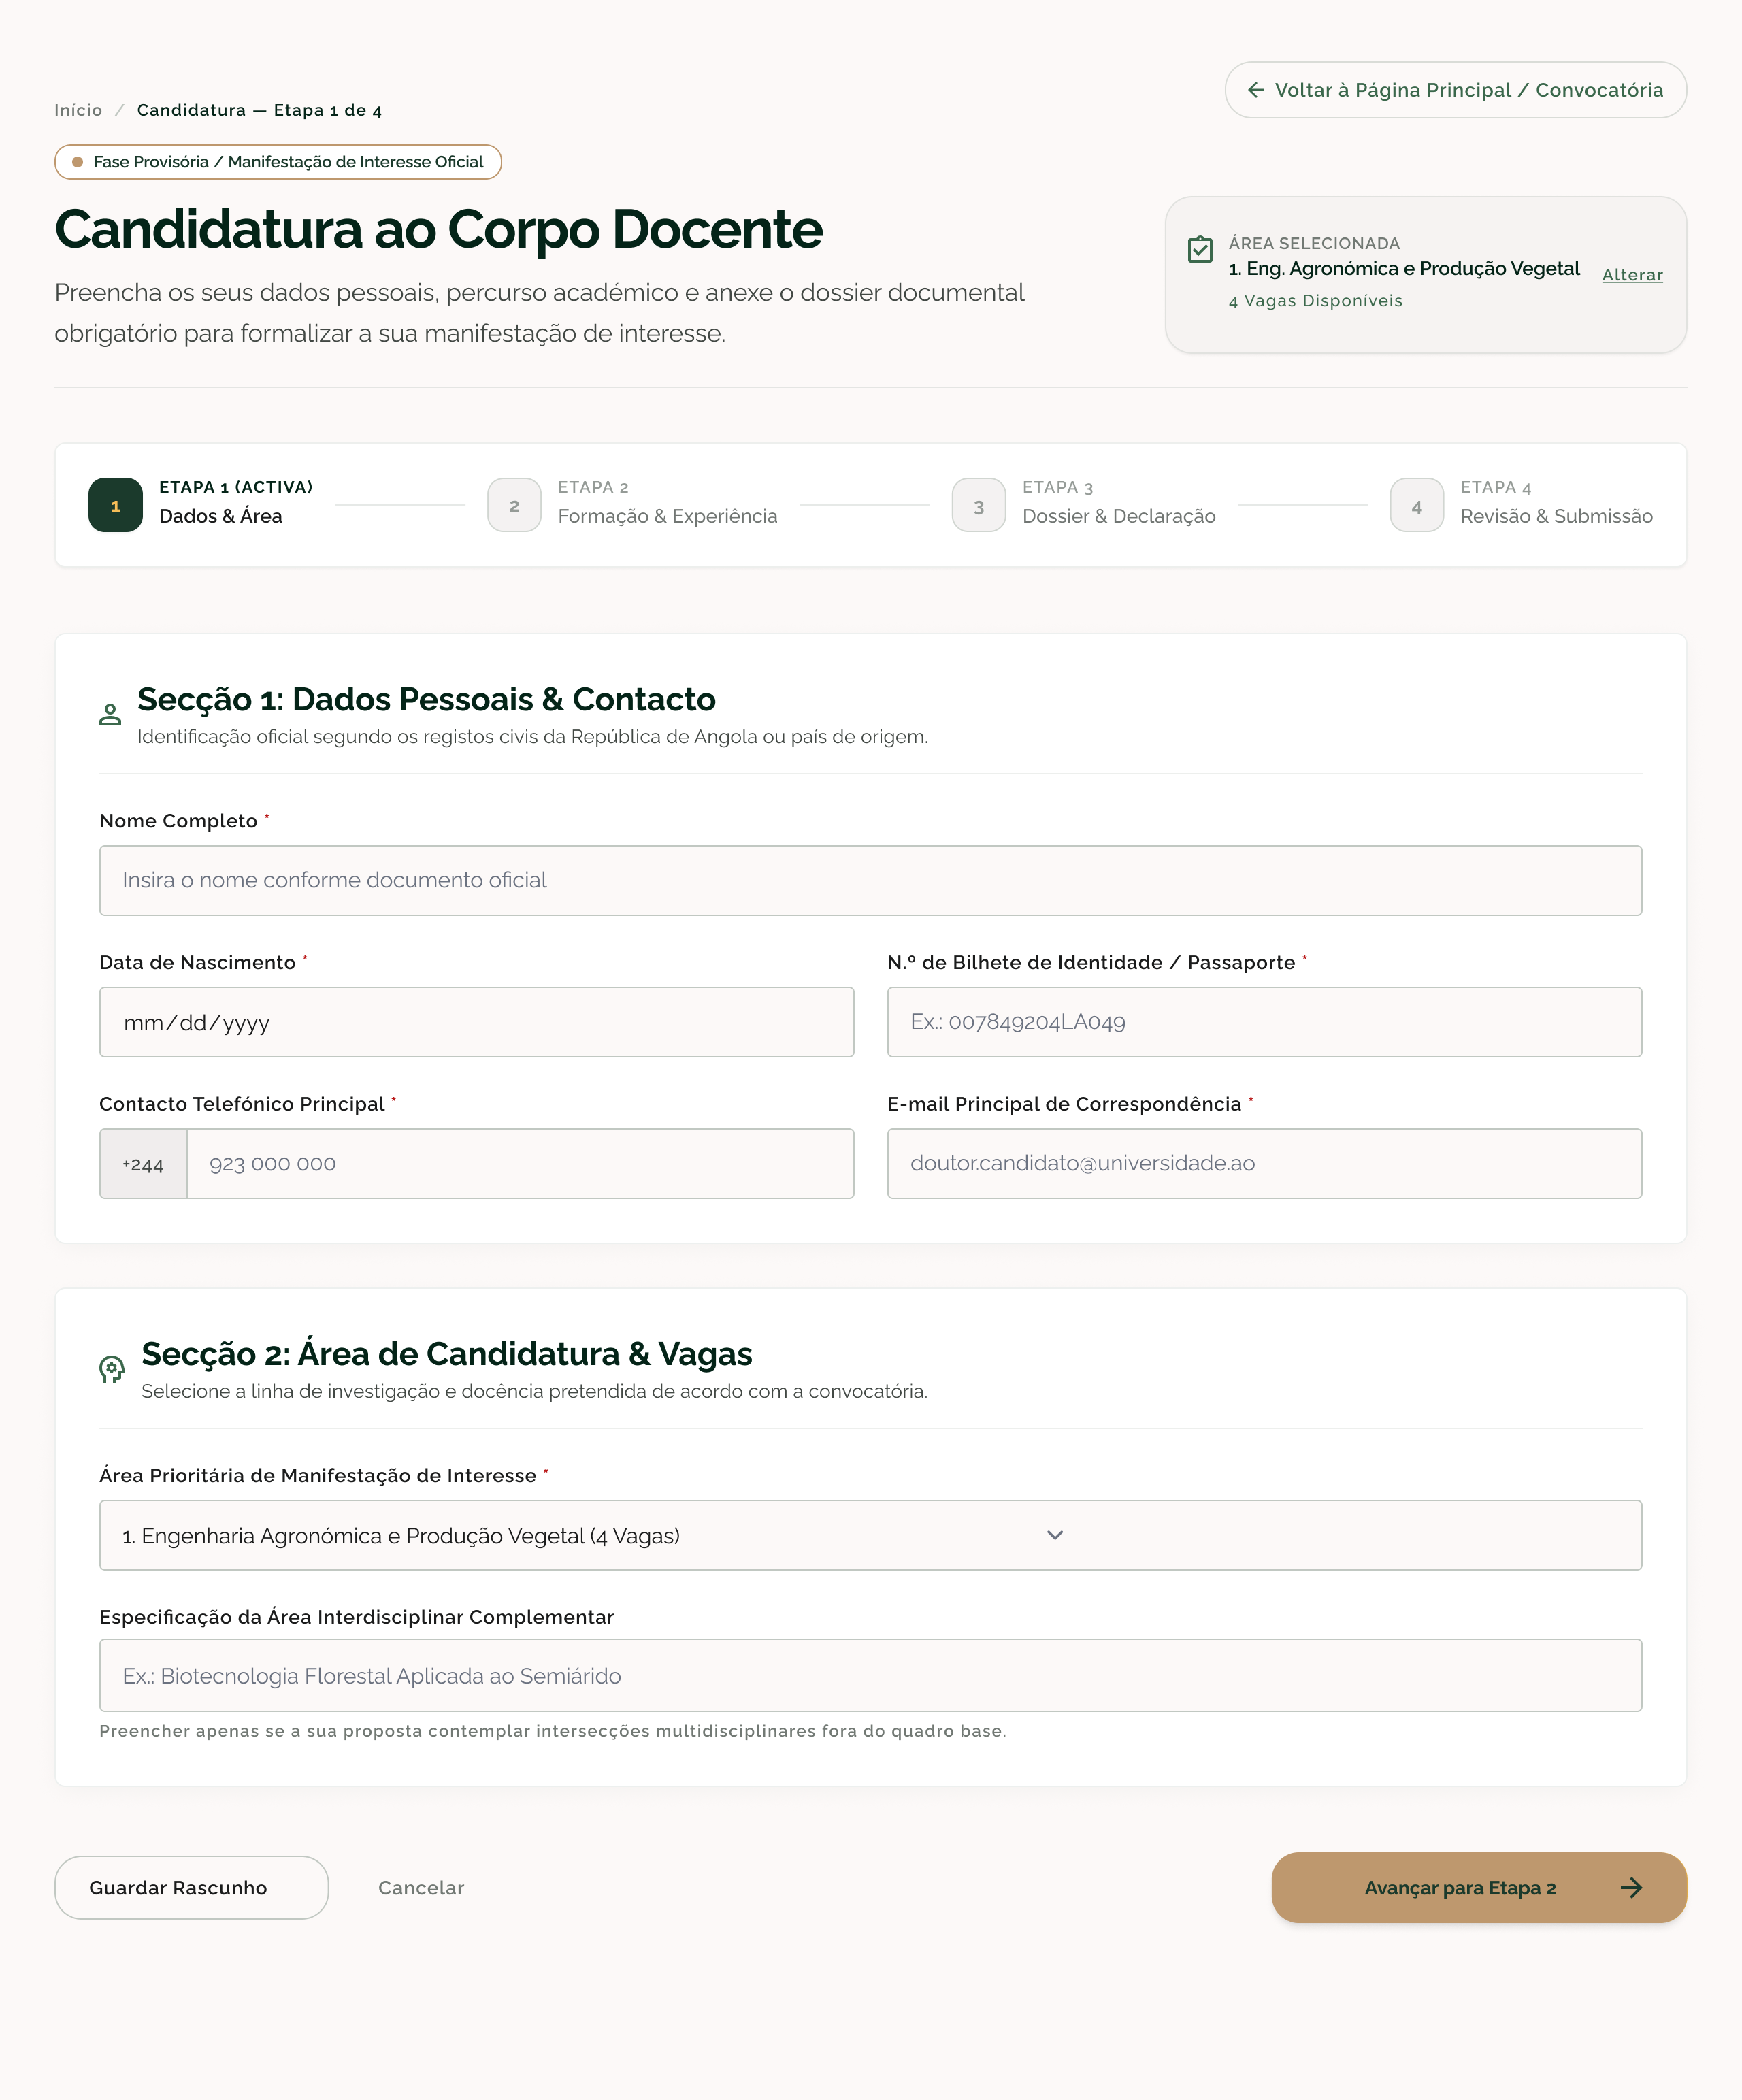 Voltar à Página Principal / Convocatória
Início / Candidatura — Etapa 1 de 4
Fase Provisória / Manifestação de Interesse Oficial
Candidatura ao Corpo Docente
Preencha os seus dados pessoais, percurso académico e anexe o dossier documental
obrigatório para formalizar a sua manifestação de interesse.
ÁREA SELECIONADA
1. Eng. Agronómica e Produção Vegetal
Alterar
4 Vagas Disponíveis
1
ETAPA 1 (ACTIVA)
Dados & Área
2
ETAPA 2
Formação & Experiência
3
ETAPA 3
Dossier & Declaração
4
ETAPA 4
Revisão & Submissão
Secção 1: Dados Pessoais & Contacto
Identificação oficial segundo os registos civis da República de Angola ou país de origem.
Nome Completo *
Insira o nome conforme documento oficial
Data de Nascimento *
mm/dd/yyyy
N.º de Bilhete de Identidade / Passaporte *
Ex.: 007849204LA049
Contacto Telefónico Principal *
+244 923 000 000
E-mail Principal de Correspondência *
doutor.candidato@universidade.ao
Secção 2: Área de Candidatura & Vagas
Selecione a linha de investigação e docência pretendida de acordo com a convocatória.
Área Prioritária de Manifestação de Interesse *
1. Engenharia Agronómica e Produção Vegetal (4 Vagas)
Especificação da Área Interdisciplinar Complementar
Ex.: Biotecnologia Florestal Aplicada ao Semiárido
Preencher apenas se a sua proposta contemplar intersecções multidisciplinares fora do quadro base.
Guardar Rascunho
Cancelar
Avançar para Etapa 2